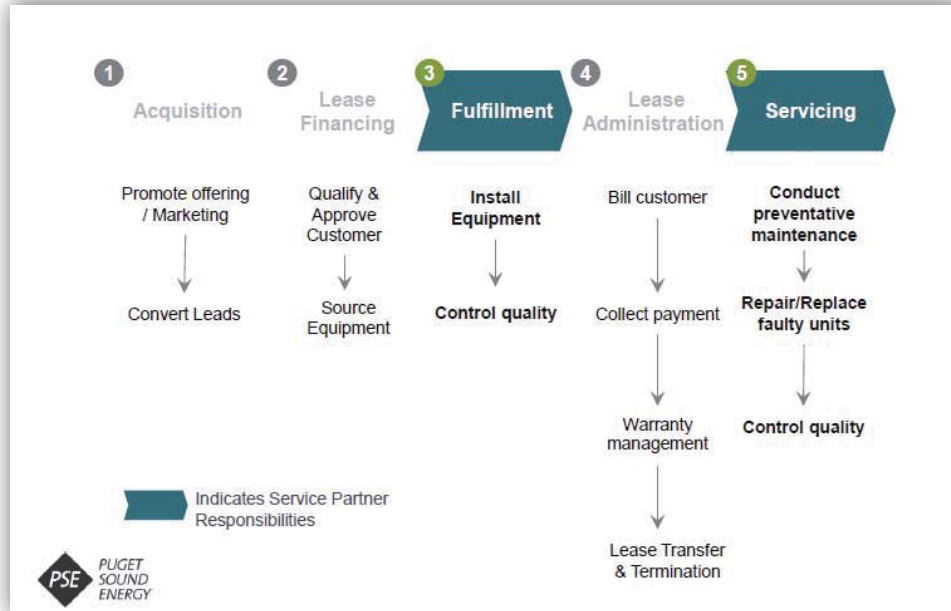 1
Acquisition
Promote offering
/ Marketing
Convert Leads
2
Lease
Financing
Qualify &
Approve
Customer
Source
Equipment
3
Fulfillment
Install
Equipment
Control quality
4
Lease
Administration
Bill customer
Collect payment
Warranty
management
Lease Transfer
& Termination
5
Servicing
Conduct
preventative
maintenance
Repair/Replace
faulty units
Control quality
Indicates Service Partner
Responsibilities
PSE
PUGET
SOUND
ENERGY